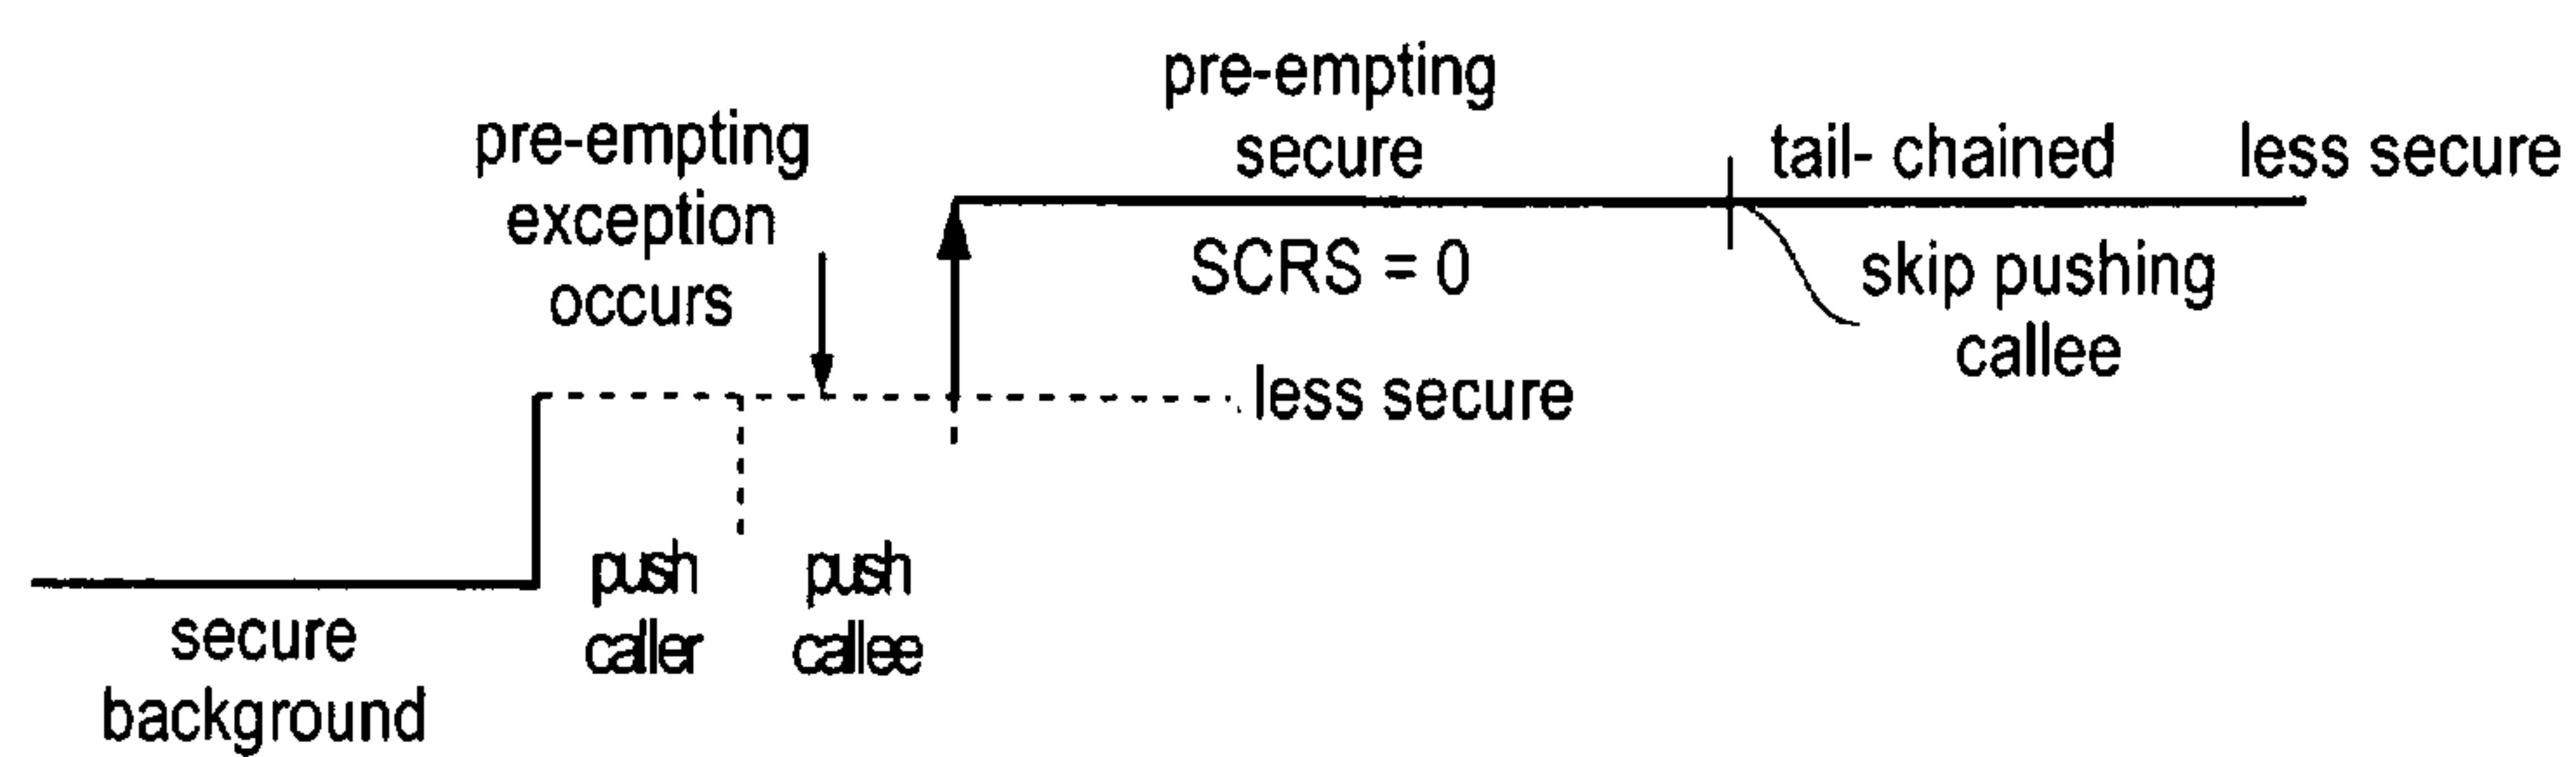 pre-empting
exception
occurs
pre-empting
secure
tail- chained
less secure
SCRS = 0
skip pushing
callee
less secure
push
caller
push
callee
secure
background